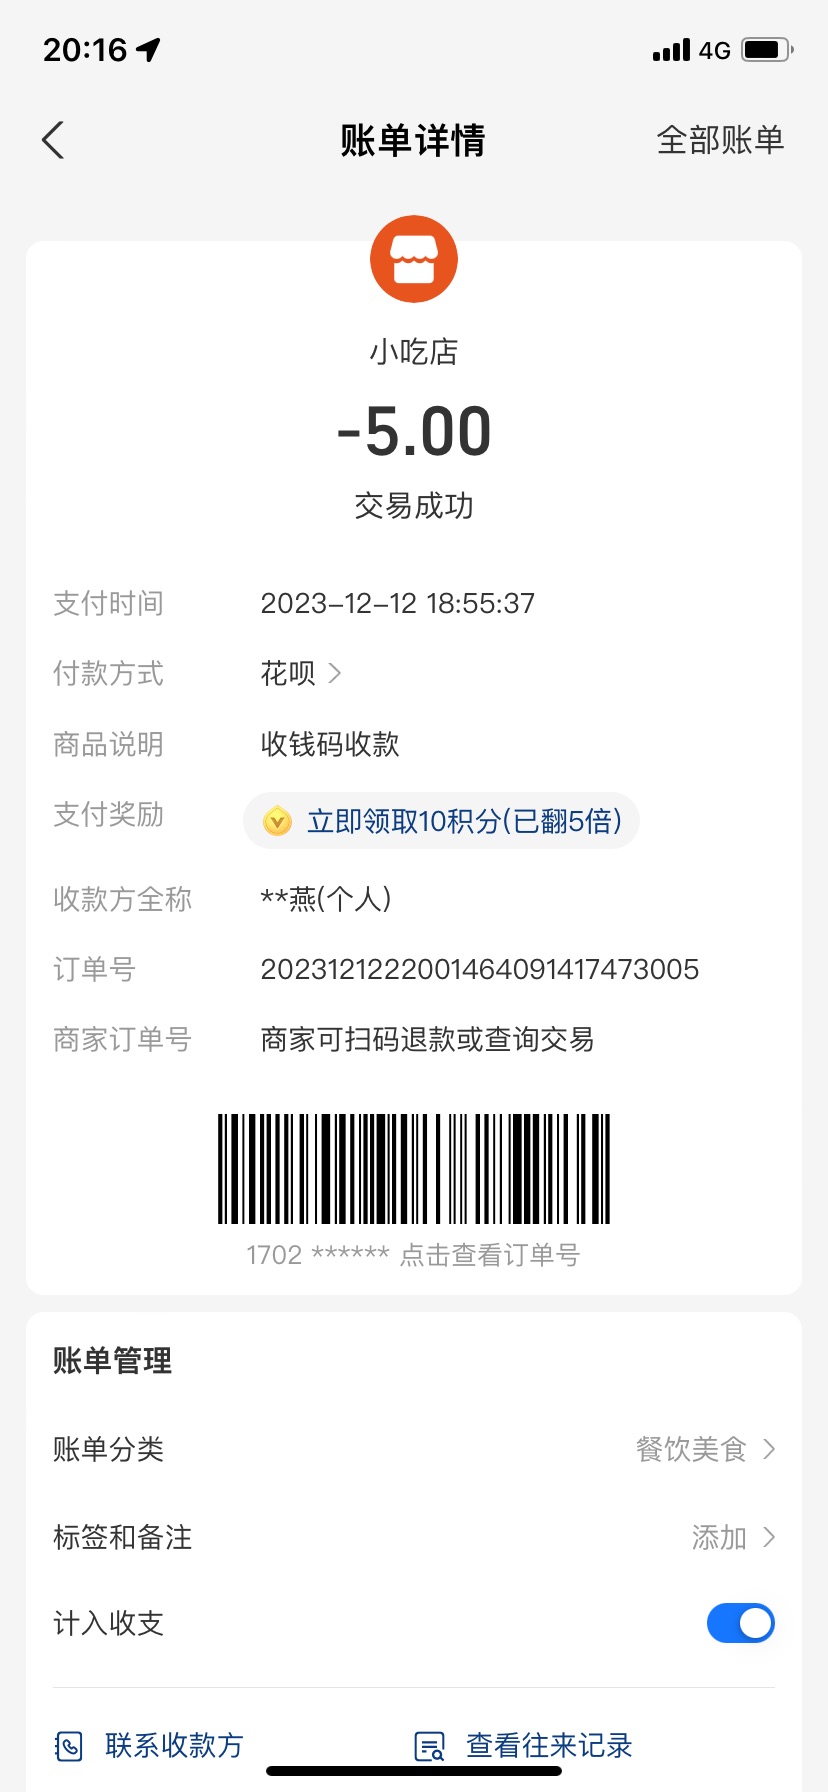 20:16 4G
账单详情 全部账单
小吃店
-5.00
交易成功
支付时间 2023-12-12 18:55:37
付款方式 花呗
商品说明 收钱码收款
支付奖励 立即领取10积分(已翻5倍)
收款方全称 **燕(个人)
订单号 2023121222001464091417473005
商家订单号 商家可扫码退款或查询交易
1702 ****** 点击查看订单号
账单管理
账单分类 餐饮美食
标签和备注 添加
计入收支
联系收款方 查看往来记录